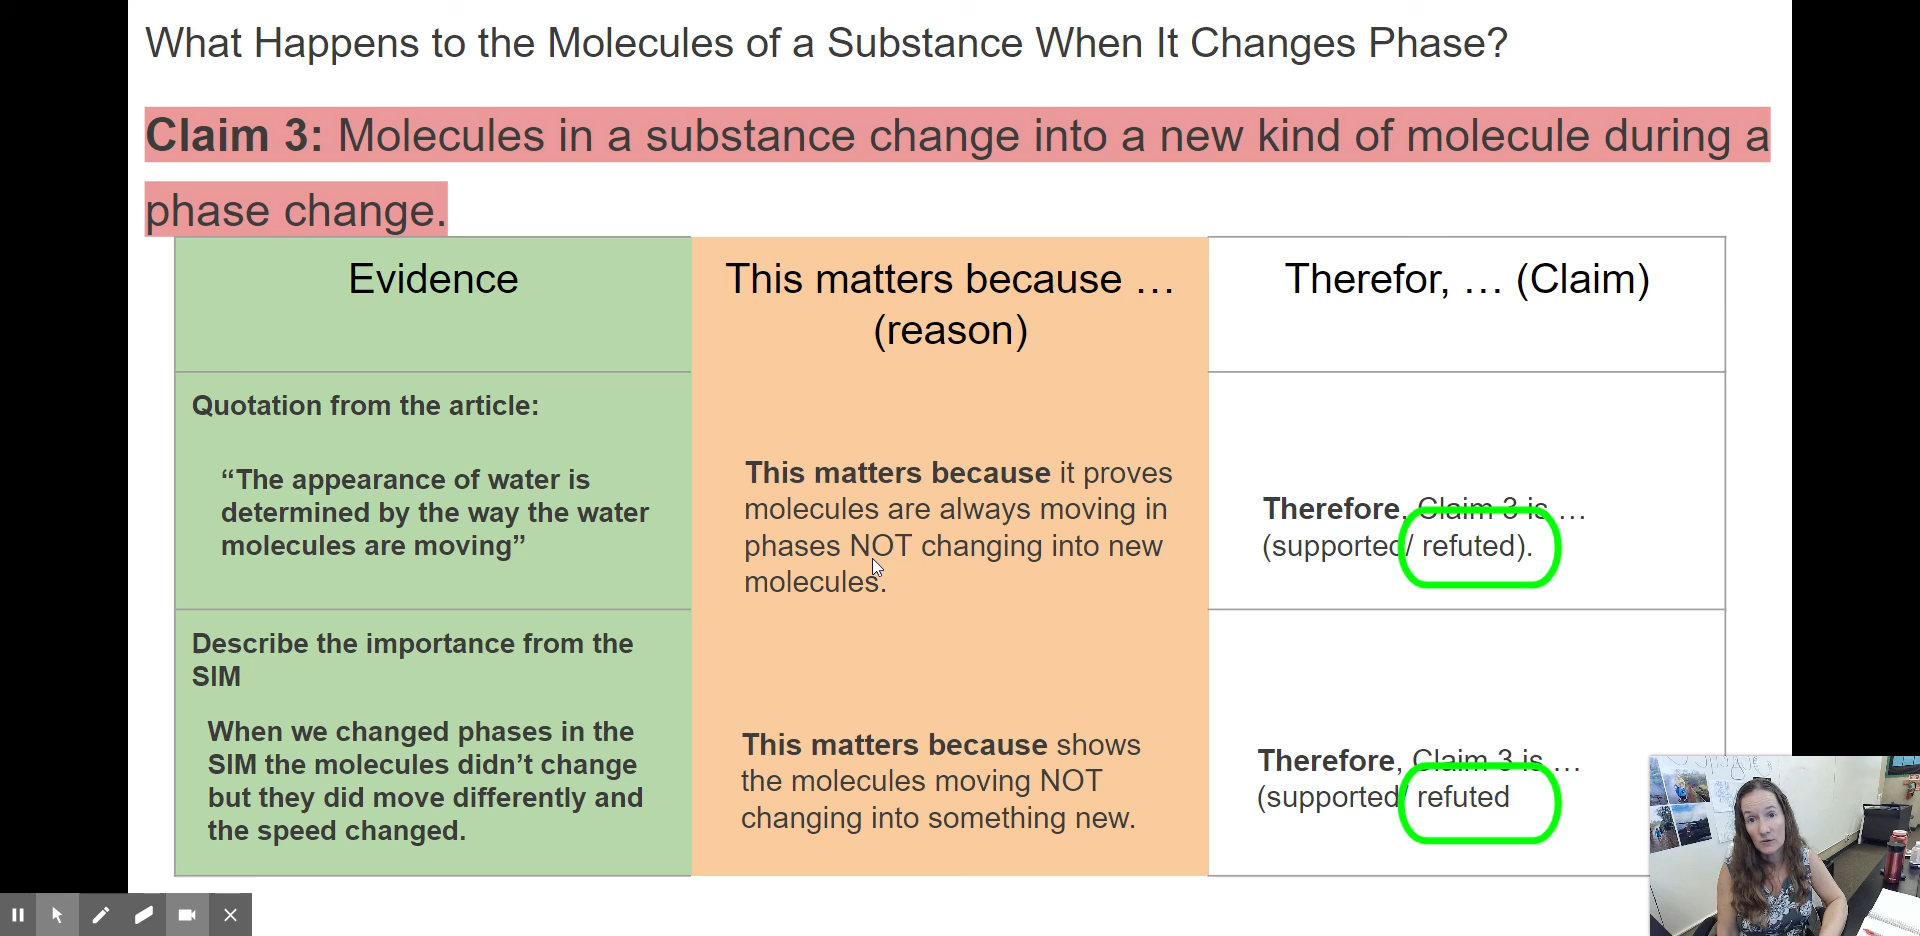 What Happens to the Molecules of a Substance When It Changes Phase?
Claim 3: Molecules in a substance change into a new kind of molecule during a
phase change.
Evidence
This matters because …
(reason)
Therefor, … (Claim)
Quotation from the article:
“The appearance of water is
determined by the way the water
molecules are moving”
This matters because it proves
molecules are always moving in
phases NOT changing into new
molecules.
Therefore, Claim 3 is …
(supported/ refuted).
Describe the importance from the
SIM
When we changed phases in the
SIM the molecules didn’t change
but they did move differently and
the speed changed.
This matters because shows
the molecules moving NOT
changing into something new.
Therefore, Claim 3 is …
(supported/ refuted